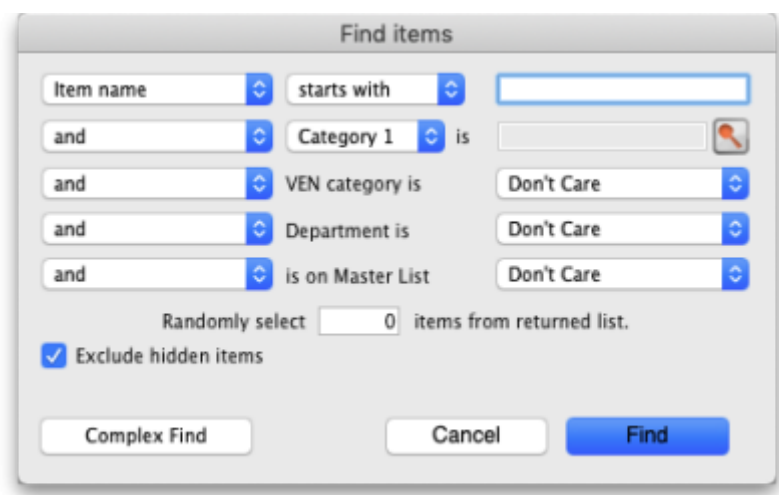 Find items
Item name starts with
and Category 1 is
and VEN category is Don't Care
and Department is Don't Care
and is on Master List Don't Care
Randomly select 0 items from returned list.
Exclude hidden items
Complex Find Cancel Find